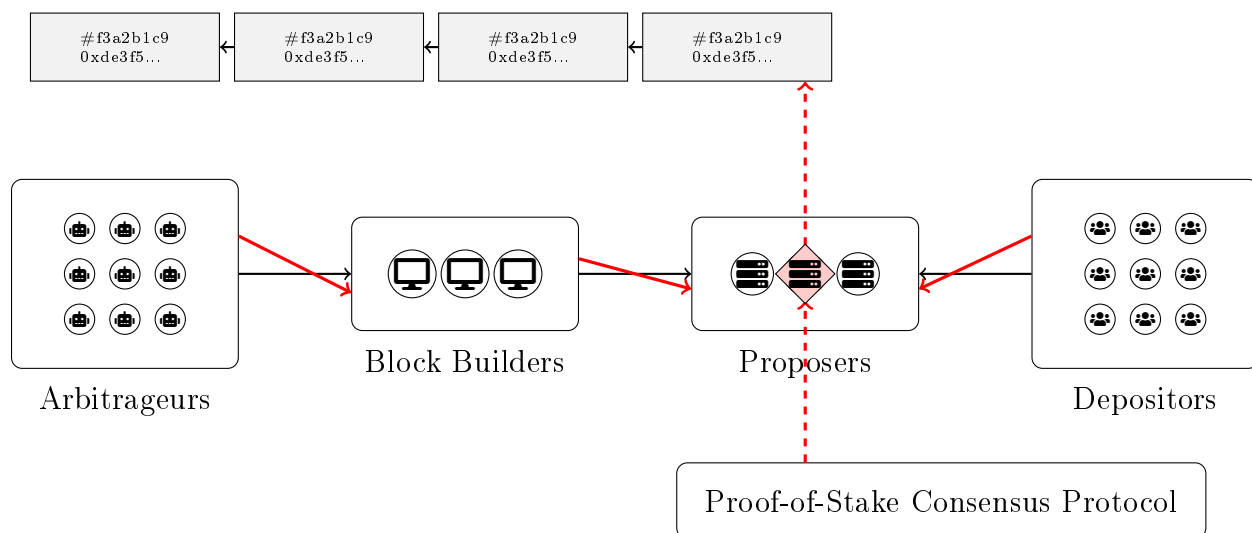 #f3a2b1c9
0xde3f5...
#f3a2b1c9
0xde3f5...
#f3a2b1c9
0xde3f5...
#f3a2b1c9
0xde3f5...
Block Builders
Proposers
Arbitrageurs
Depositors
Proof-of-Stake Consensus Protocol